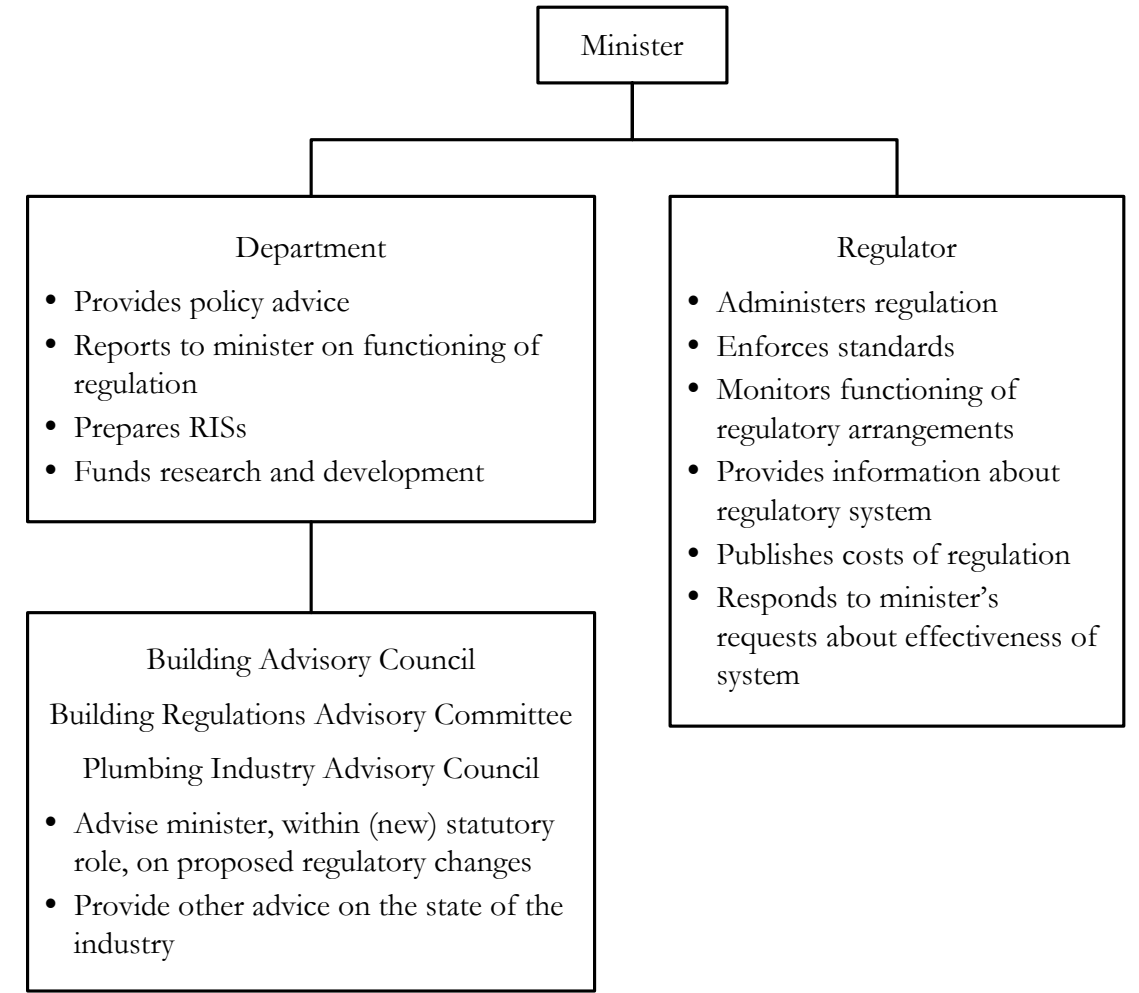 Minister
Department
• Provides policy advice
• Reports to minister on functioning of
regulation
• Prepares RISs
• Funds research and development
Regulator
• Administers regulation
• Enforces standards
• Monitors functioning of
regulatory arrangements
• Provides information about
regulatory system
• Publishes costs of regulation
• Responds to minister’s
requests about effectiveness of
system
Building Advisory Council
Building Regulations Advisory Committee
Plumbing Industry Advisory Council
• Advise minister, within (new) statutory
role, on proposed regulatory changes
• Provide other advice on the state of the
industry